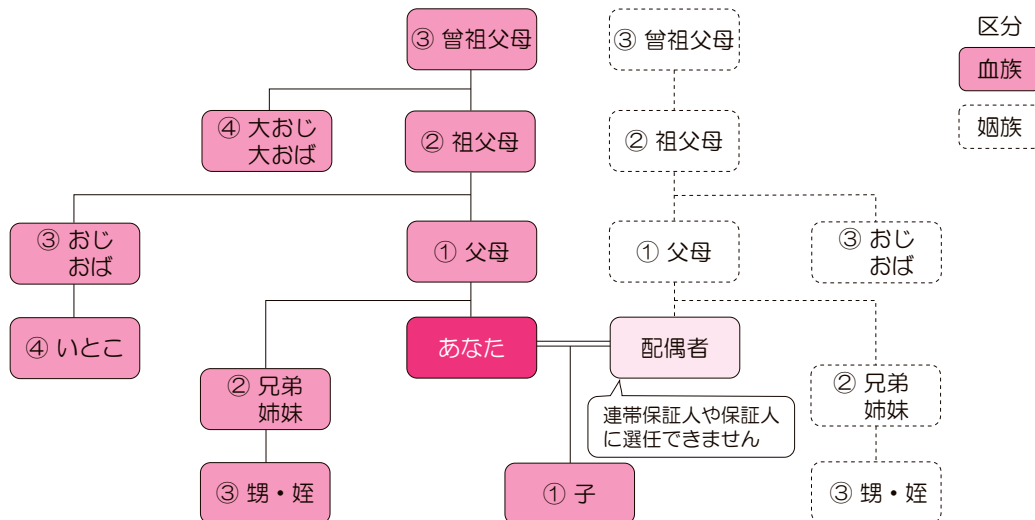 ③ 曾祖父母
③ 曾祖父母
区分
血族
④ 大おじ
大おば
② 祖父母
② 祖父母
姻族
③ おじ
おば
① 父母
① 父母
③ おじ
おば
④ いとこ
あなた
配偶者
② 兄弟
姉妹
連帯保証人や保証人
に選任できません
② 兄弟
姉妹
③ 甥・姪
① 子
③ 甥・姪